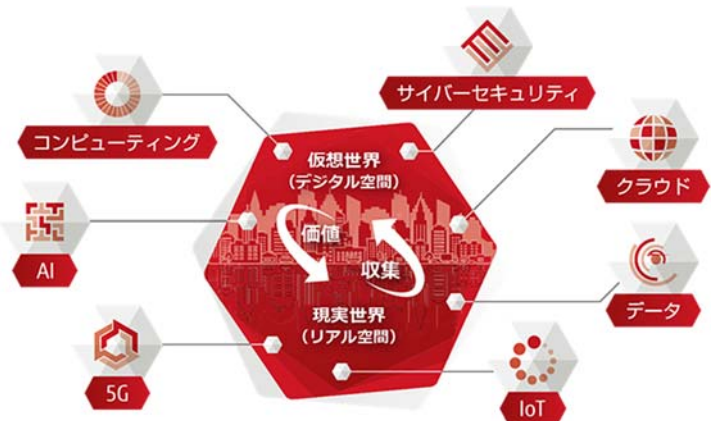 サイバーセキュリティ
コンピューティング
仮想世界
(デジタル空間)
クラウド
価値
AI
収集
データ
現実世界
(リアル空間)
5G
IoT